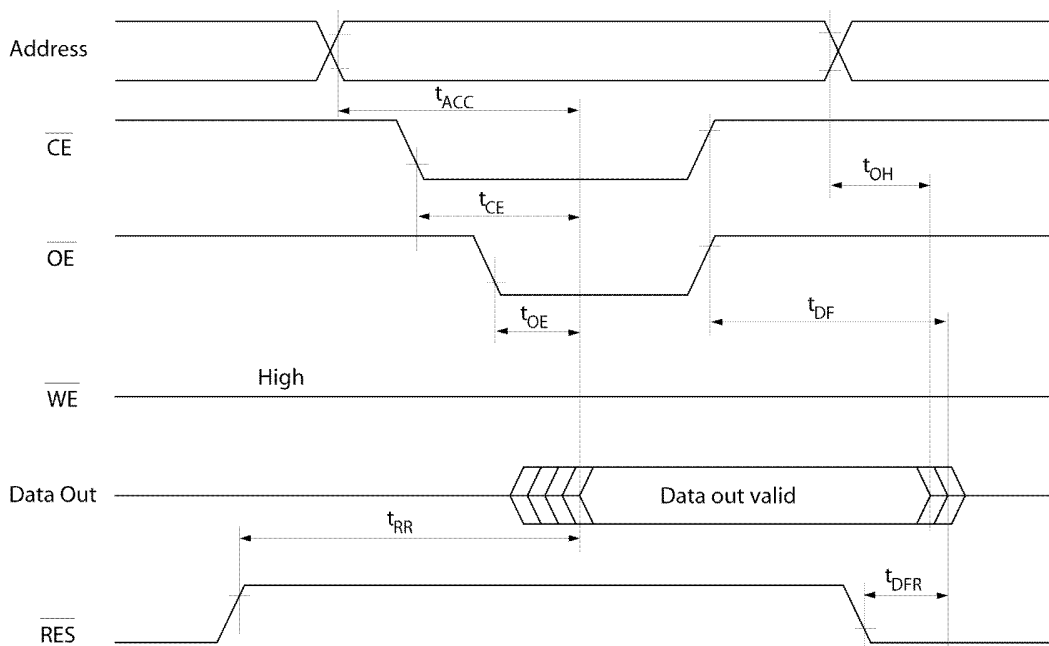 Address
tACC
CE
tOH
tCE
OE
tDF
tOE
High
WE
Data Out
Data out valid
tRR
tDFR
RES